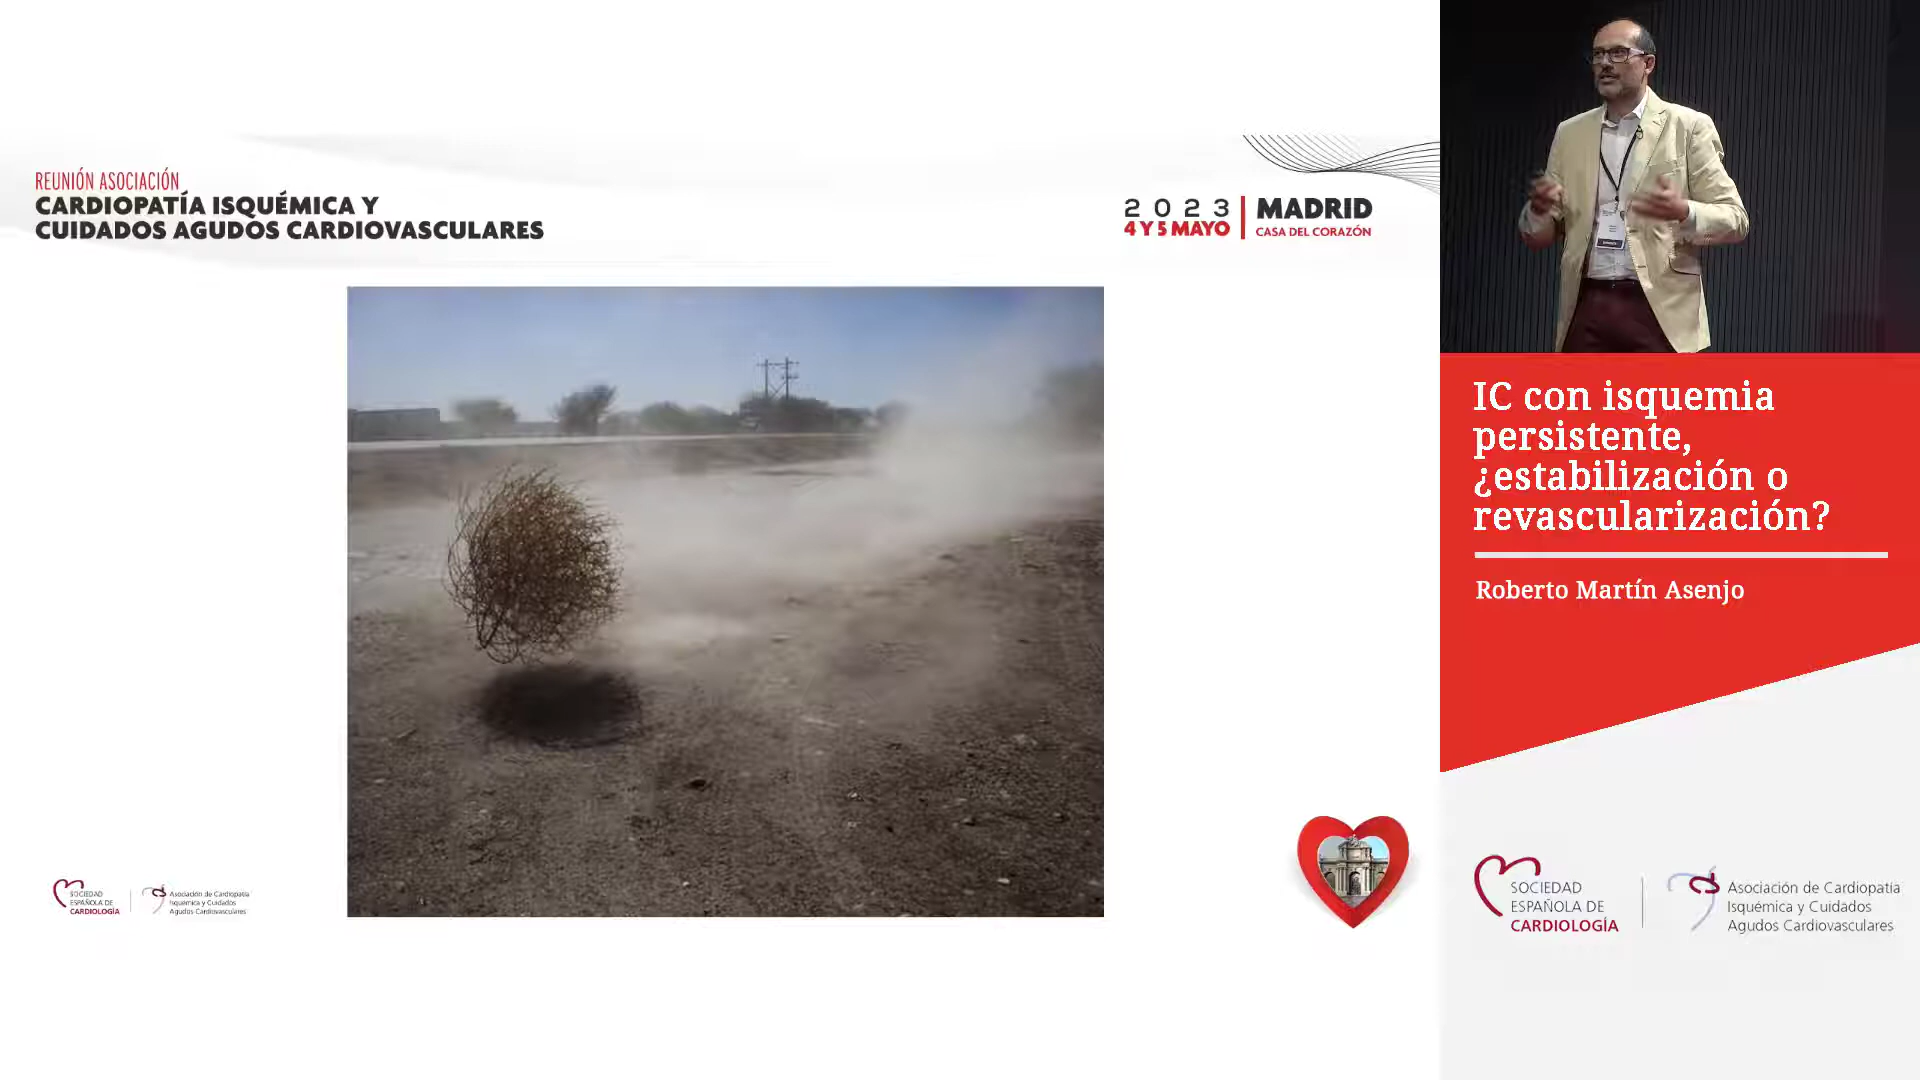 REUNIÓN ASOCIACIÓN
CARDIOPATÍA ISQUÉMICA Y
CUIDADOS AGUDOS CARDIOVASCULARES
2023
4 Y 5 MAYO
MADRID
CASA DEL CORAZÓN
IC con isquemia
persistente,
¿estabilización o
revascularización?
Roberto Martín Asenjo
SOCIEDAD
ESPAÑOLA DE
CARDIOLOGÍA
Asociación de Cardiopatía
Isquémica y Cuidados
Agudos Cardiovasculares
SOCIEDAD
ESPAÑOLA DE
CARDIOLOGÍA
Asociación de Cardiopatía
Isquémica y Cuidados
Agudos Cardiovasculares